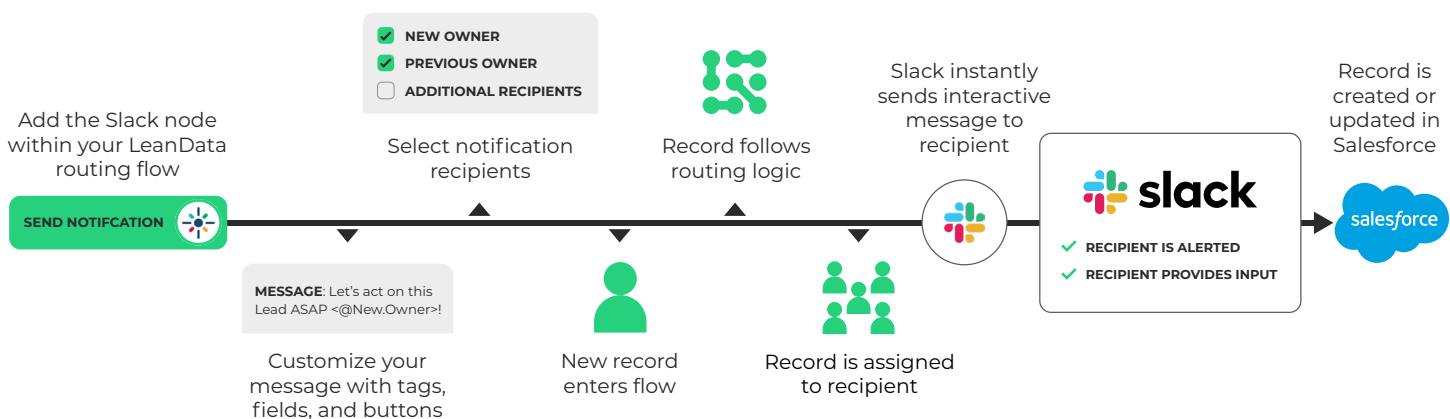 Add the Slack node
within your LeanData
routing flow
SEND NOTIFCATION
MESSAGE: Let's act on this
Lead ASAP <@New.Owner>!
Customize your
message with tags,
fields, and buttons
NEW OWNER
PREVIOUS OWNER
ADDITIONAL RECIPIENTS
Select notification
recipients
New record
enters flow
Record follows
routing logic
Record is assigned
to recipient
Slack instantly
sends interactive
message to
recipient
slack
RECIPIENT IS ALERTED
RECIPIENT PROVIDES INPUT
Record is
created or
updated in
Salesforce
salesforce